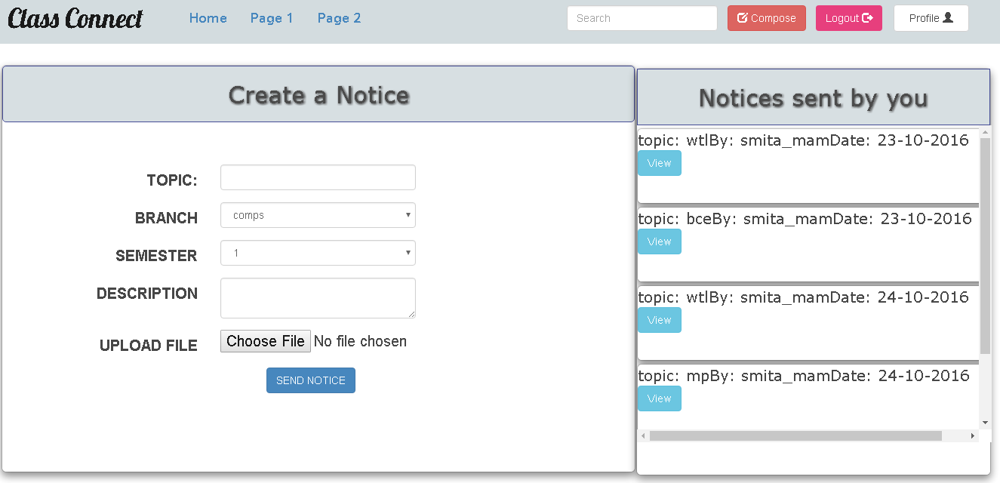 Class Connect Home Page 1 Page 2 Search Compose Logout Profile
Create a Notice
TOPIC:
BRANCH comps
SEMESTER 1
DESCRIPTION
UPLOAD FILE Choose File No file chosen
SEND NOTICE
Notices sent by you
topic: wtlBy: smita_mamDate: 23-10-2016
View
topic: bceBy: smita_mamDate: 23-10-2016
View
topic: wtlBy: smita_mamDate: 24-10-2016
View
topic: mpBy: smita_mamDate: 24-10-2016
View